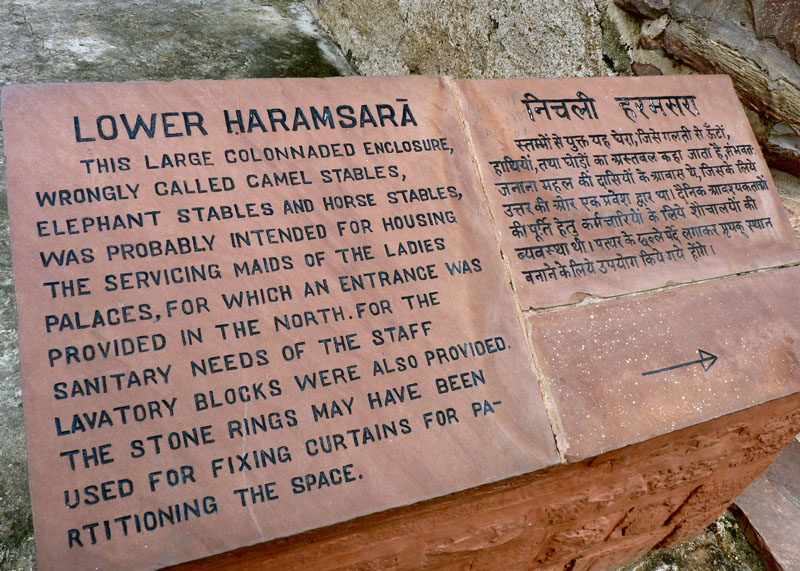 LOWER HARAMSARĀ
THIS LARGE COLONNADED ENCLOSURE,
WRONGLY CALLED CAMEL STABLES,
ELEPHANT STABLES AND HORSE STABLES,
WAS PROBABLY INTENDED FOR HOUSING
THE SERVICING MAIDS OF THE LADIES
PALACES, FOR WHICH AN ENTRANCE WAS
PROVIDED IN THE NORTH. FOR THE
SANITARY NEEDS OF THE STAFF
LAVATORY BLOCKS WERE ALSO PROVIDED.
THE STONE RINGS MAY HAVE BEEN
USED FOR FIXING CURTAINS FOR PA-
RTITIONING THE SPACE.
निचली हरमसरा
स्तम्भों से युक्त यह घेरा, जिसे गलती से ऊँटों,
हाथियों, तथा घोड़ों का अस्तबल कहा जाता है, संभवतः
जनाना महल की दासियों के आवास थे, जिसके लिये
उत्तर की ओर एक प्रवेश द्वार था। दैनिक आवश्यकताओं
की पूर्ति हेतु कर्मचारियों के लिये शौचालयों की
व्यवस्था थी। पत्थर के छल्ले पर्दे लगाकर पृथक् स्थान
बनाने के लिये उपयोग किये गये होंगे।